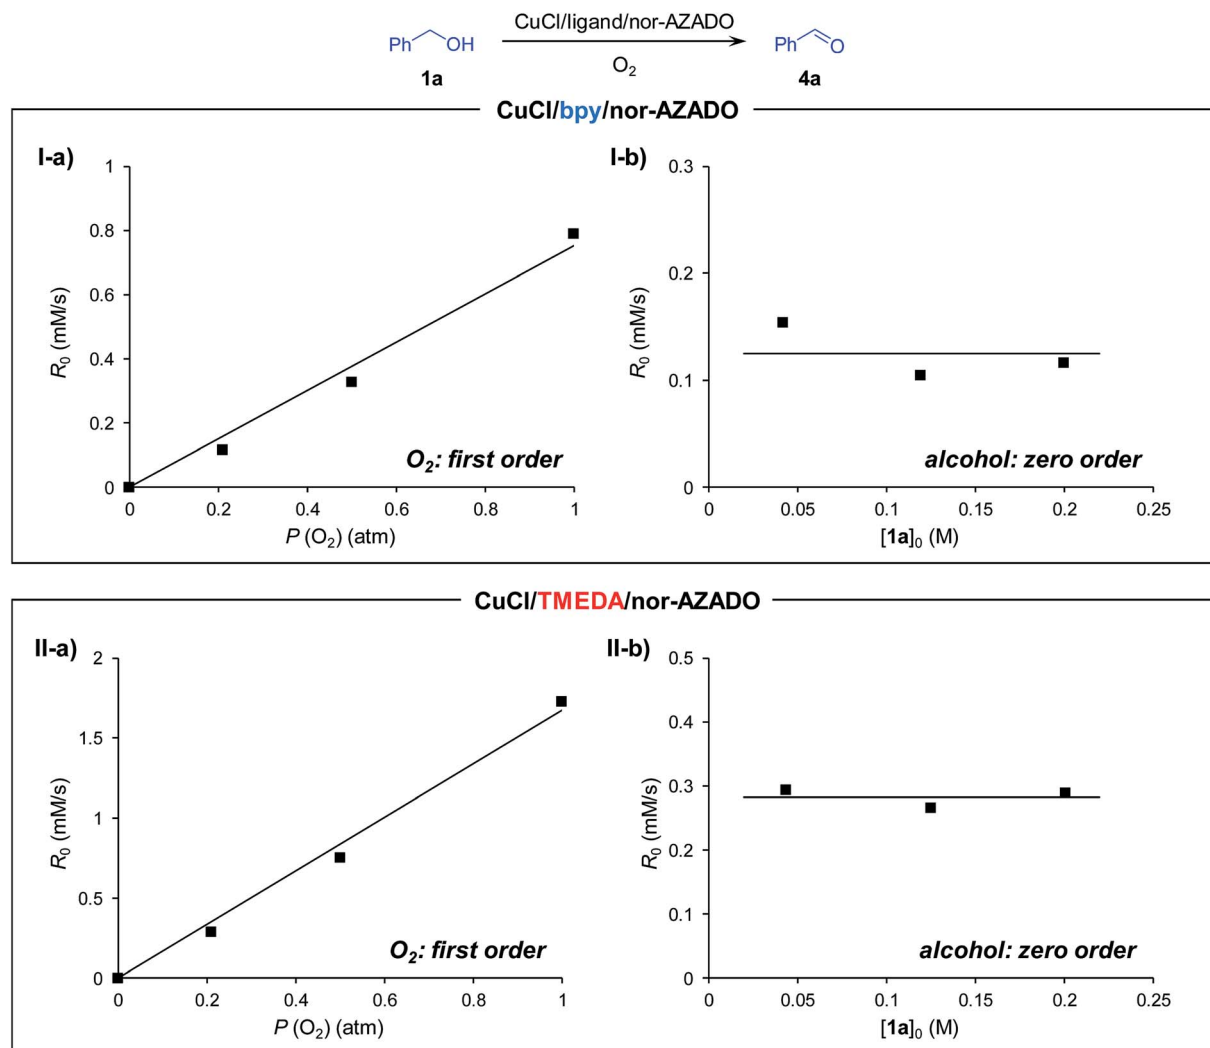 CuCl/ligand/nor-AZADO
Ph OH
O₂
Ph O
1a
4a
CuCl/bpy/nor-AZADO
I-a)
1
0.8
0.6
0.4
0.2
0
R₀ (mM/s)
O₂: first order
0 0.2 0.4 0.6 0.8 1
P (O₂) (atm)
I-b)
0.3
0.2
0.1
0
R₀ (mM/s)
alcohol: zero order
0 0.05 0.1 0.15 0.2 0.25
[1a]₀ (M)
CuCl/TMEDA/nor-AZADO
II-a)
2
1.5
1
0.5
0
R₀ (mM/s)
O₂: first order
0 0.2 0.4 0.6 0.8 1
P (O₂) (atm)
II-b)
0.5
0.4
0.3
0.2
0.1
0
R₀ (mM/s)
alcohol: zero order
0 0.05 0.1 0.15 0.2 0.25
[1a]₀ (M)